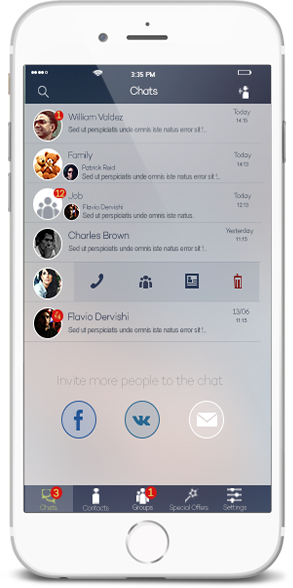 3:35 PM
Chats
1
William Valdez
Today
14:15
Sed ut perspiciatis unde omnis iste natus error sit !..
Family
Today
14:13
Patrick Reid
Sed ut perspiciatis unde omnis iste natus error sit !..
12
Job
Today
12:13
Flavio Dervishi
Sed ut perspiciatis unde omnis iste natus.
Charles Brown
Yesterday
11:15
Sed ut perspiciatis unde omnis iste natus error sit !..
Flavio Dervishi
13/06
11:15
Sed ut perspiciatis unde omnis iste natus error sit !..
Invite more people to the chat
3
1
Chats
Contacts
Groups
Special Offers
Settings